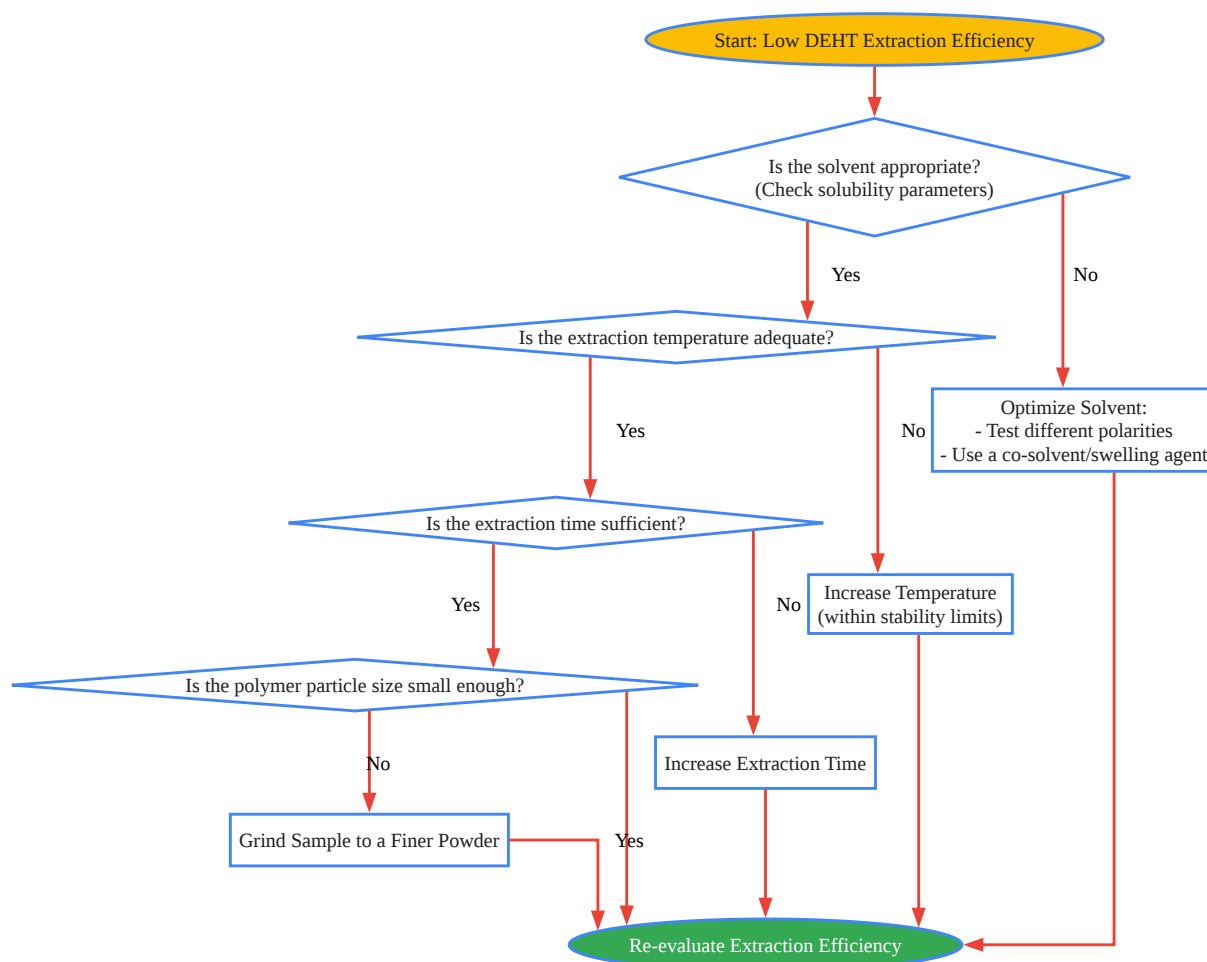 Start: Low DEHT Extraction Efficiency
Is the solvent appropriate?
(Check solubility parameters)
Yes
No
Is the extraction temperature adequate?
Optimize Solvent:
- Test different polarities
- Use a co-solvent/swelling agent
Yes
No
Is the extraction time sufficient?
Increase Temperature
(within stability limits)
Yes
No
Is the polymer particle size small enough?
No
Increase Extraction Time
Grind Sample to a Finer Powder
Yes
Re-evaluate Extraction Efficiency